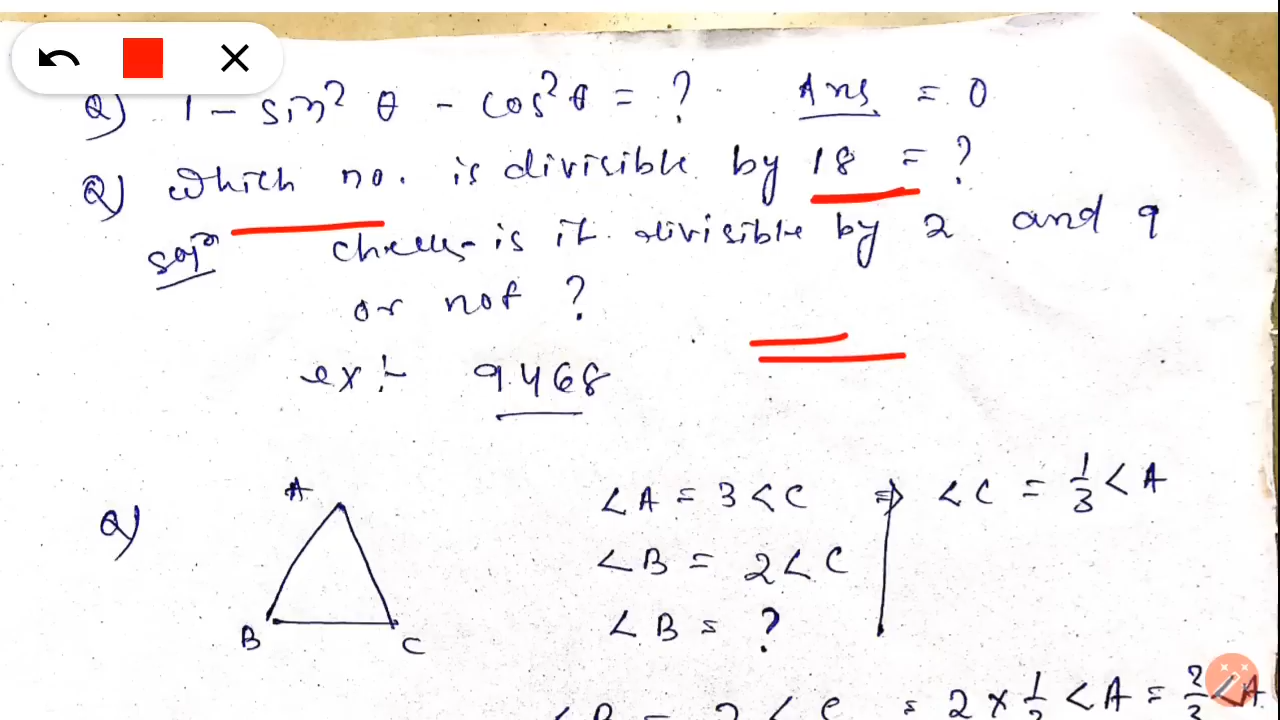 Q) 1 - sin² θ - cos² θ = ? Ans = 0
Q) Which no. is divisible by 18 = ?
Sol^n check is it divisible by 2 and 9
or not ?
ex :- 9468
Q)
A
B
C
<A = 3<C ⇒ <C = 1/3 <A
<B = 2<C
<B = ?
<B = 2 <C = 2 × 1/3 <A = 2/3 <A